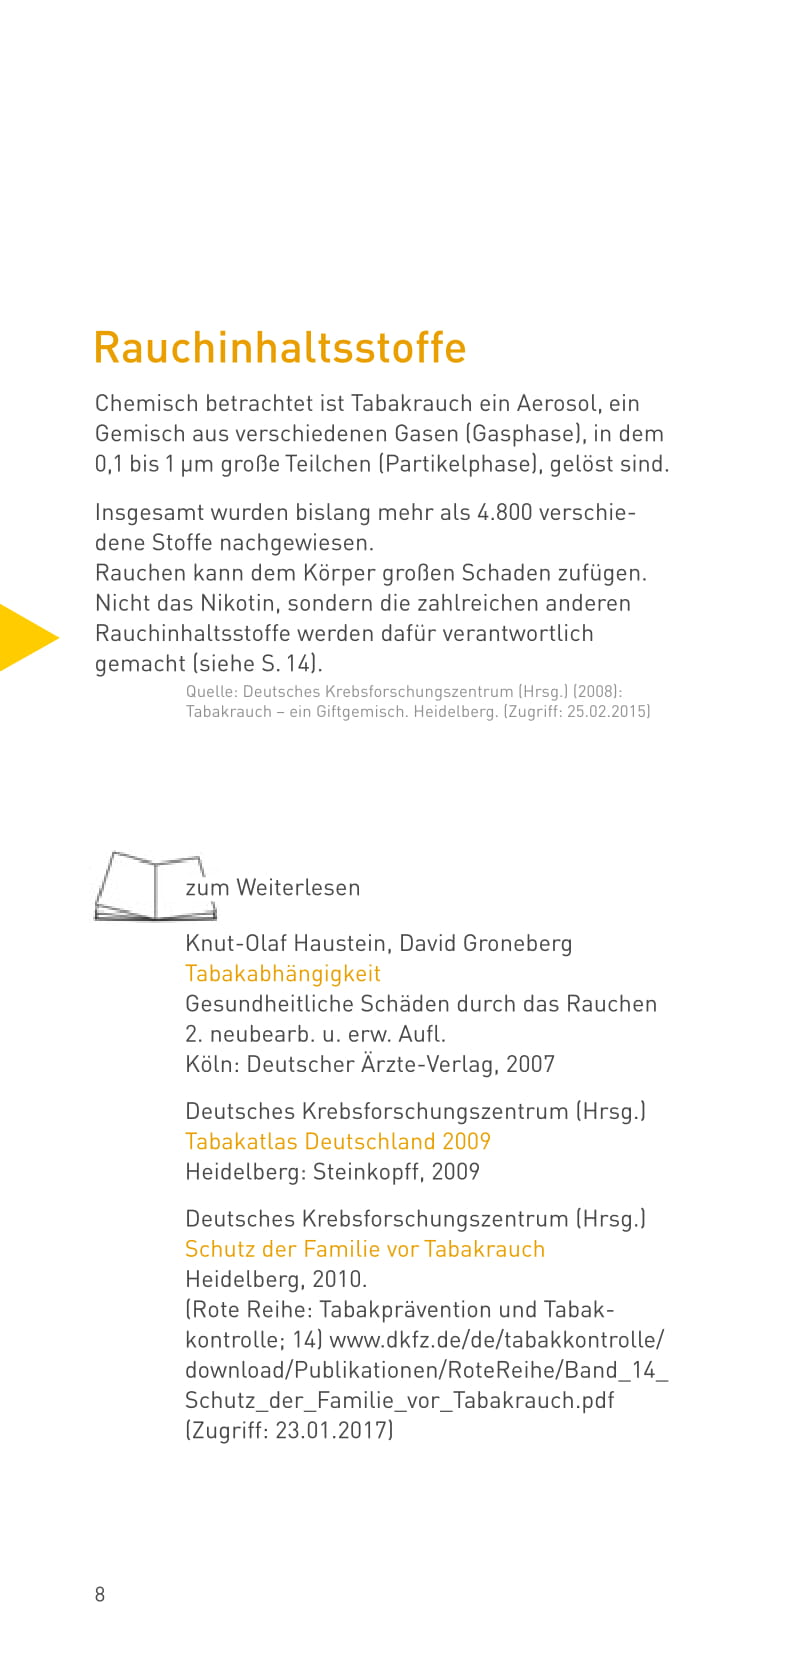 Rauchinhaltsstoffe
Chemisch betrachtet ist Tabakrauch ein Aerosol, ein
Gemisch aus verschiedenen Gasen (Gasphase), in dem
0,1 bis 1 µm große Teilchen (Partikelphase), gelöst sind.
Insgesamt wurden bislang mehr als 4.800 verschie-
dene Stoffe nachgewiesen.
Rauchen kann dem Körper großen Schaden zufügen.
Nicht das Nikotin, sondern die zahlreichen anderen
Rauchinhaltsstoffe werden dafür verantwortlich
gemacht (siehe S. 14).
Quelle: Deutsches Krebsforschungszentrum (Hrsg.) (2008):
Tabakrauch – ein Giftgemisch. Heidelberg. (Zugriff: 25.02.2015)
zum Weiterlesen
Knut-Olaf Haustein, David Groneberg
Tabakabhängigkeit
Gesundheitliche Schäden durch das Rauchen
2. neubearb. u. erw. Aufl.
Köln: Deutscher Ärzte-Verlag, 2007
Deutsches Krebsforschungszentrum (Hrsg.)
Tabakatlas Deutschland 2009
Heidelberg: Steinkopff, 2009
Deutsches Krebsforschungszentrum (Hrsg.)
Schutz der Familie vor Tabakrauch
Heidelberg, 2010.
(Rote Reihe: Tabakprävention und Tabak-
kontrolle; 14) www.dkfz.de/de/tabakkontrolle/
download/Publikationen/RoteReihe/Band_14_
Schutz_der_Familie_vor_Tabakrauch.pdf
(Zugriff: 23.01.2017)
8